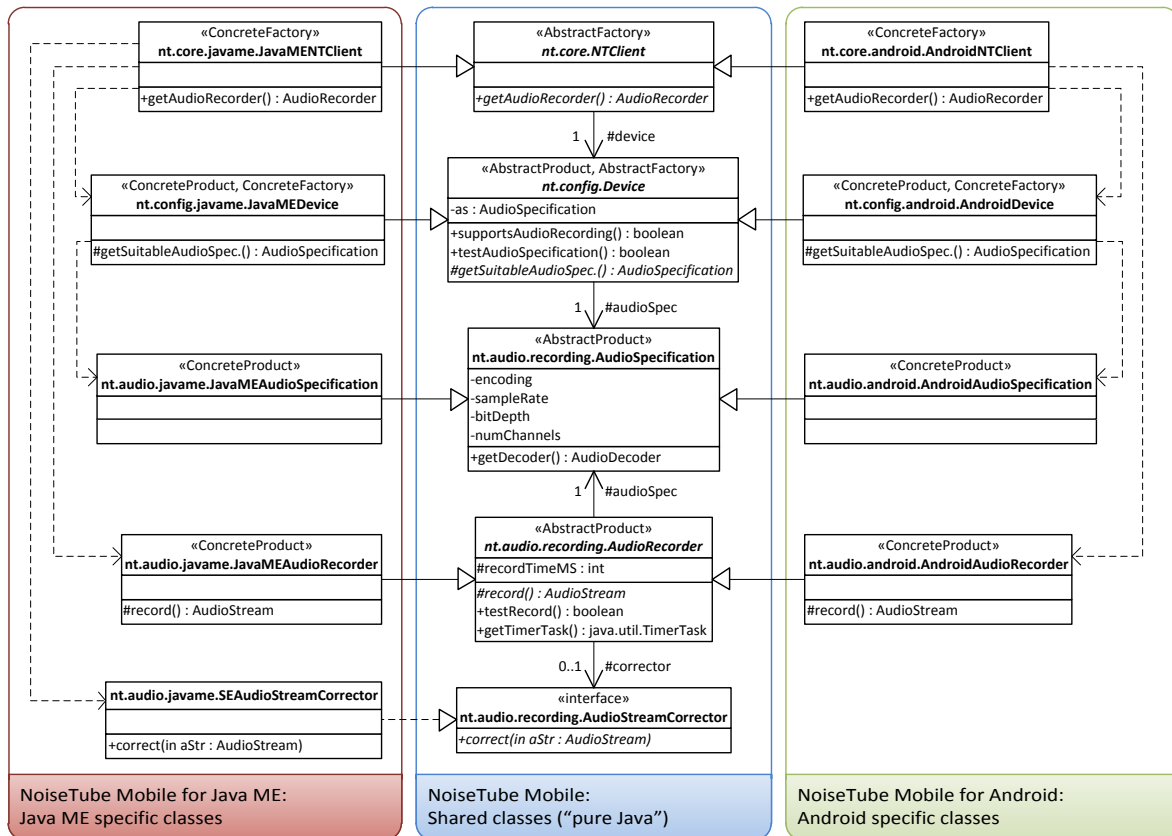 «ConcreteFactory»
nt.core.javame.JavaMENTClient
+getAudioRecorder() : AudioRecorder
«ConcreteProduct, ConcreteFactory»
nt.config.javame.JavaMEDevice
#getSuitableAudioSpec.() : AudioSpecification
«ConcreteProduct»
nt.audio.javame.JavaMEAudioSpecification
«ConcreteProduct»
nt.audio.javame.JavaMEAudioRecorder
#record() : AudioStream
nt.audio.javame.SEAudioStreamCorrector
+correct(in aStr : AudioStream)
NoiseTube Mobile for Java ME:
Java ME specific classes
«AbstractFactory»
nt.core.NTClient
+getAudioRecorder() : AudioRecorder
1 #device
«AbstractProduct, AbstractFactory»
nt.config.Device
-as : AudioSpecification
+supportsAudioRecording() : boolean
+testAudioSpecification() : boolean
#getSuitableAudioSpec.() : AudioSpecification
1 #audioSpec
«AbstractProduct»
nt.audio.recording.AudioSpecification
-encoding
-sampleRate
-bitDepth
-numChannels
+getDecoder() : AudioDecoder
1 #audioSpec
«AbstractProduct»
nt.audio.recording.AudioRecorder
#recordTimeMS : int
#record() : AudioStream
+testRecord() : boolean
+getTimerTask() : java.util.TimerTask
0..1 #corrector
«interface»
nt.audio.recording.AudioStreamCorrector
+correct(in aStr : AudioStream)
NoiseTube Mobile:
Shared classes (“pure Java”)
«ConcreteFactory»
nt.core.android.AndroidNTClient
+getAudioRecorder() : AudioRecorder
«ConcreteProduct, ConcreteFactory»
nt.config.android.AndroidDevice
#getSuitableAudioSpec.() : AudioSpecification
«ConcreteProduct»
nt.audio.android.AndroidAudioSpecification
«ConcreteProduct»
nt.audio.android.AndroidAudioRecorder
#record() : AudioStream
NoiseTube Mobile for Android:
Android specific classes